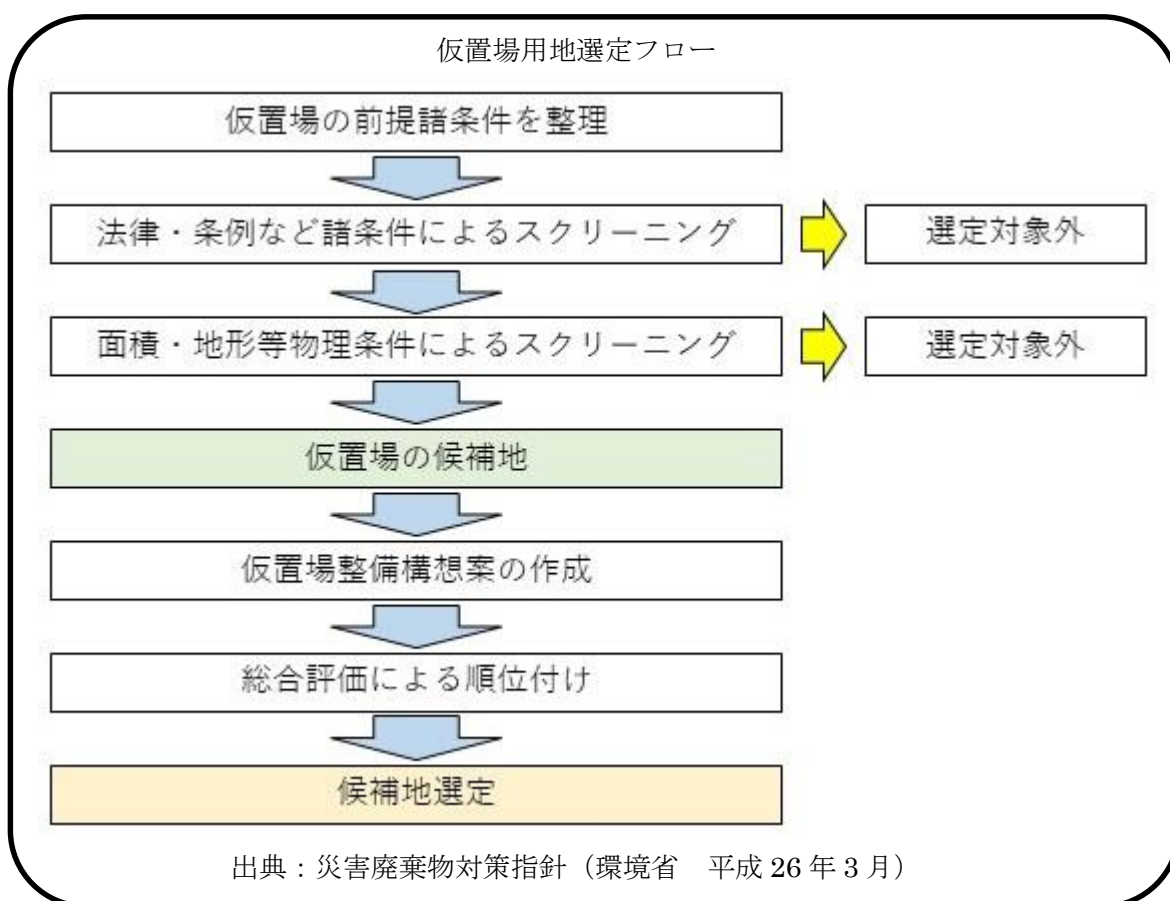 仮置場用地選定フロー
仮置場の前提諸条件を整理
法律・条例など諸条件によるスクリーニング
選定対象外
面積・地形等物理条件によるスクリーニング
選定対象外
仮置場の候補地
仮置場整備構想案の作成
総合評価による順位付け
候補地選定
出典：災害廃棄物対策指針（環境省　平成 26 年 3 月）